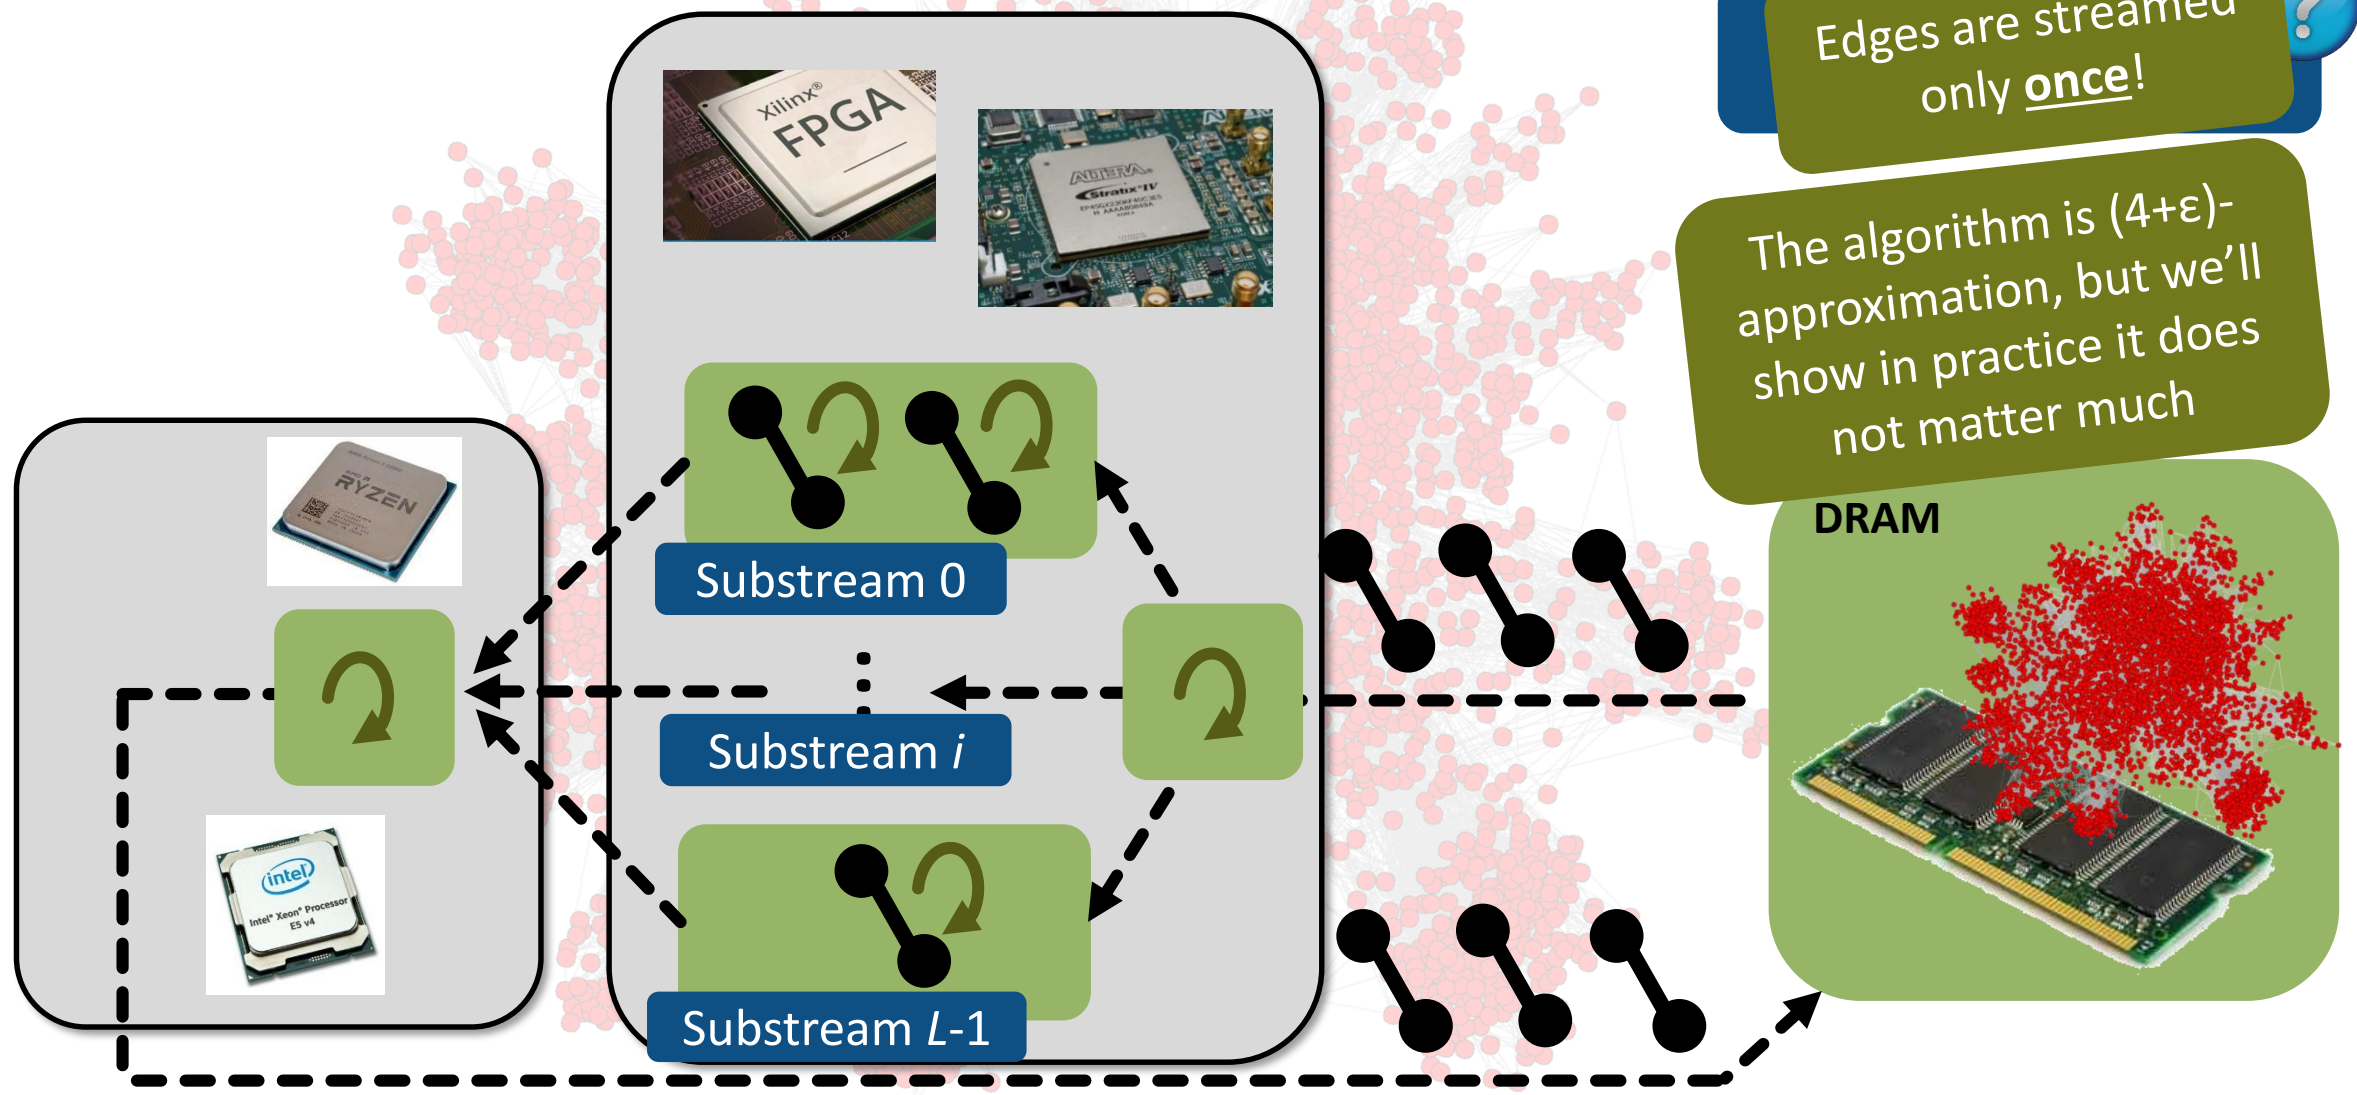 Edges are streamed
only once!
The algorithm is (4+ε)-
approximation, but we'll
show in practice it does
not matter much
DRAM
Xilinx®
FPGA
ALTERA®
Stratix® IV
AMD
RYZEN
Substream 0
Substream i
intel
Intel® Xeon® Processor
E5 v4
Substream L-1